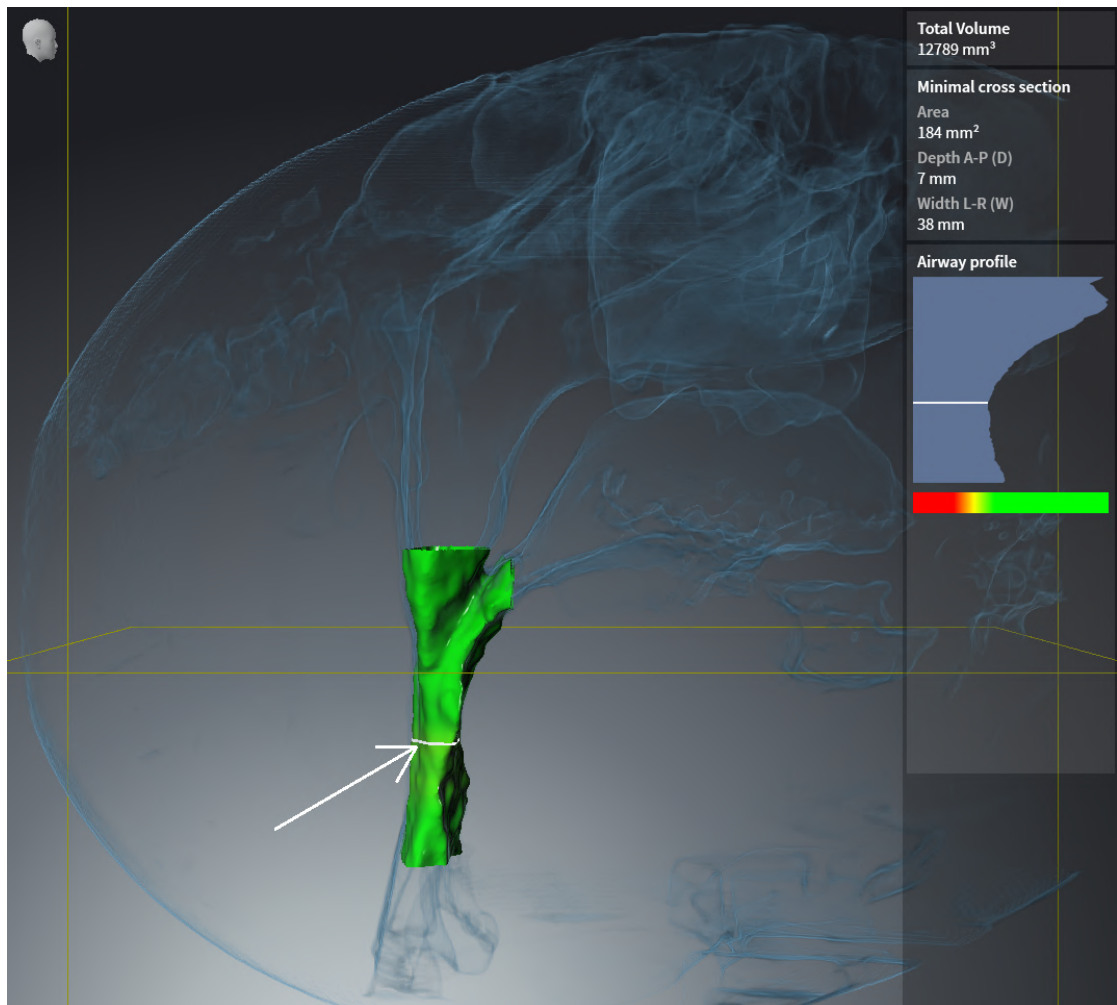 Total Volume
12789 mm³
Minimal cross section
Area
184 mm²
Depth A-P (D)
7 mm
Width L-R (W)
38 mm
Airway profile